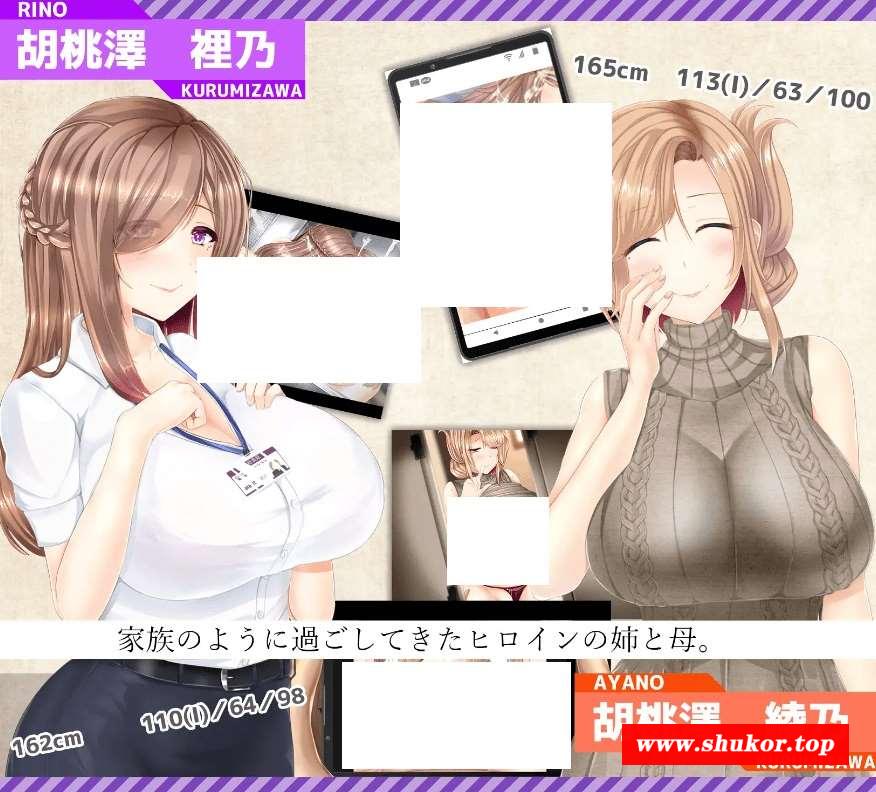 RINO
胡桃澤 裡乃
KURUMIZAWA
165cm 113(I)/63/100
家族のように過ごしてきたヒロインの姉と母。
162cm 110(I)/64/98
AYANO
胡桃澤 綾乃
www.shukor.top
KURUMIZAWA